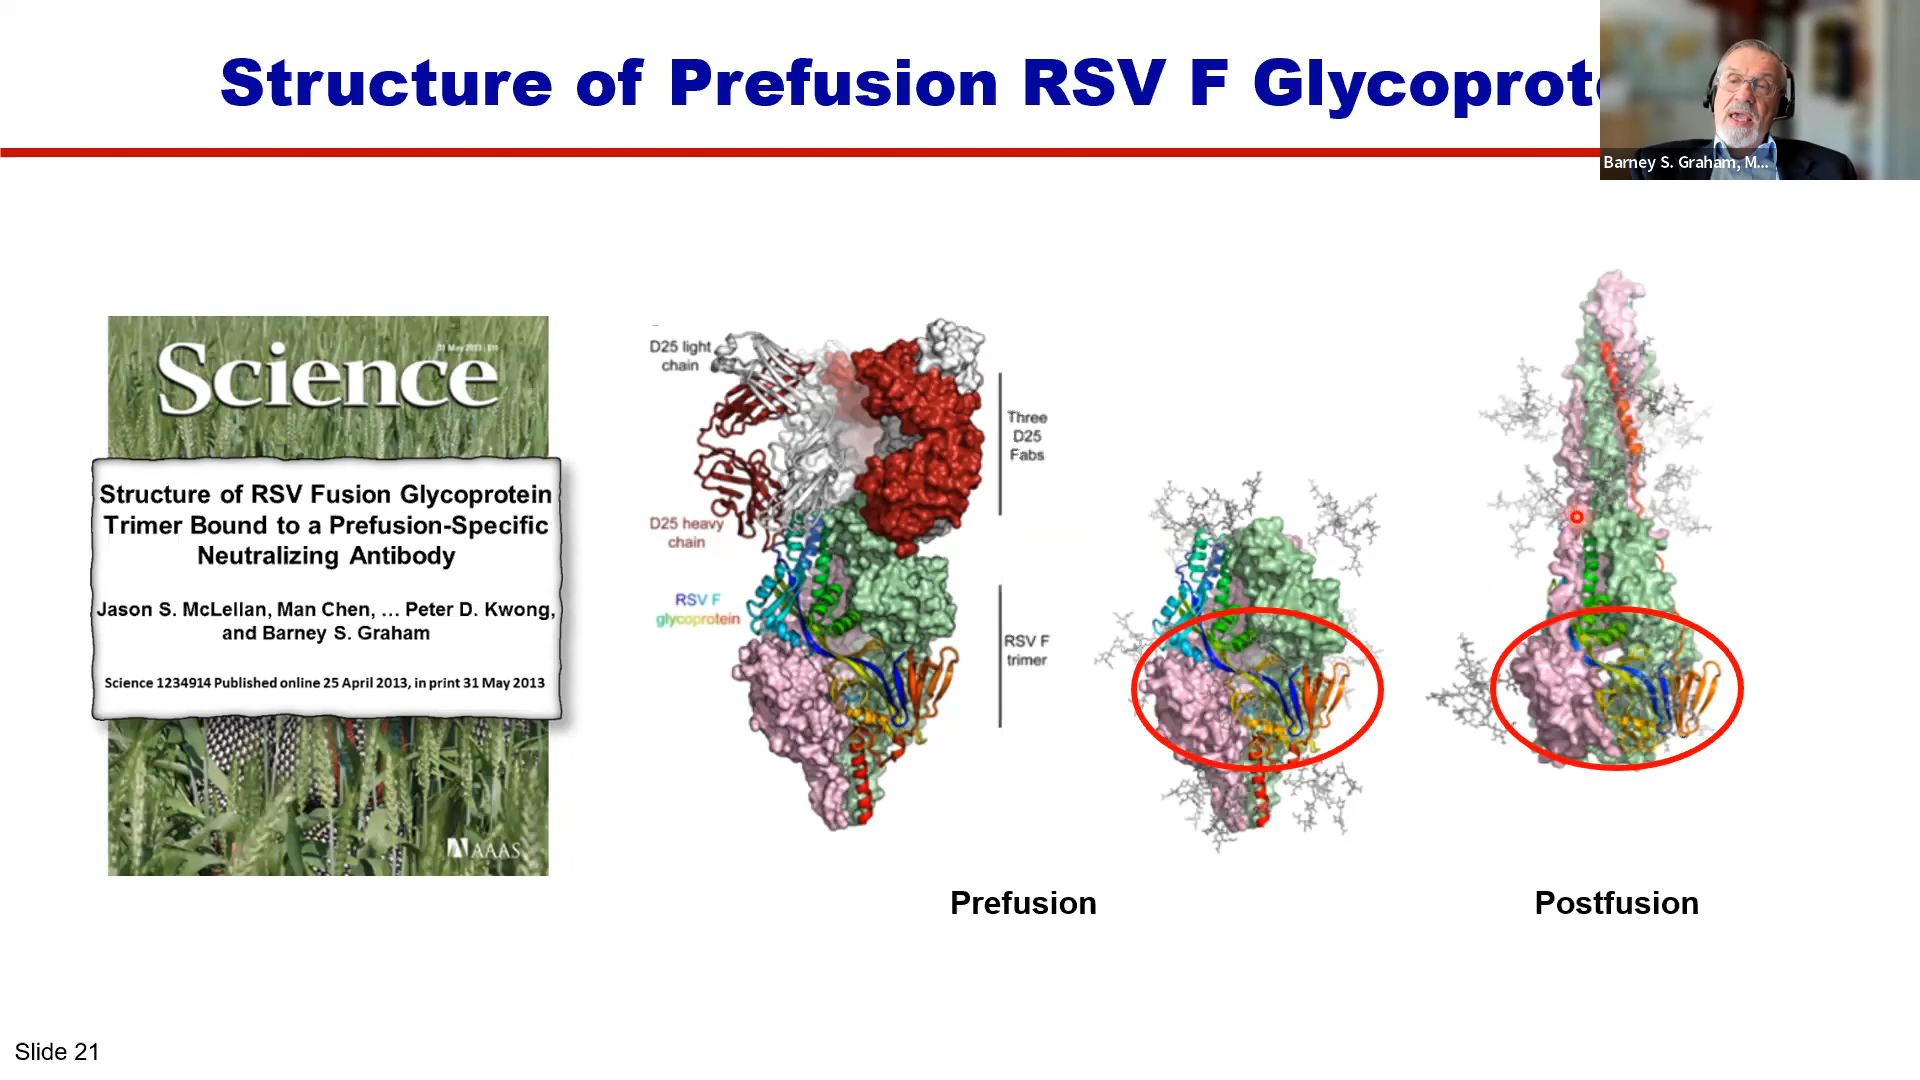 Structure of Prefusion RSV F Glycoprot
Barney S. Graham, M...
31 May 2013
Science
Structure of RSV Fusion Glycoprotein
Trimer Bound to a Prefusion-Specific
Neutralizing Antibody
Jason S. McLellan, Man Chen, ... Peter D. Kwong,
and Barney S. Graham
Science 1234914 Published online 25 April 2013, in print 31 May 2013
AAAS
D25 light
chain
D25 heavy
chain
RSV F
glycoprotein
Three
D25
Fabs
RSV F
trimer
Prefusion
Postfusion
Slide 21